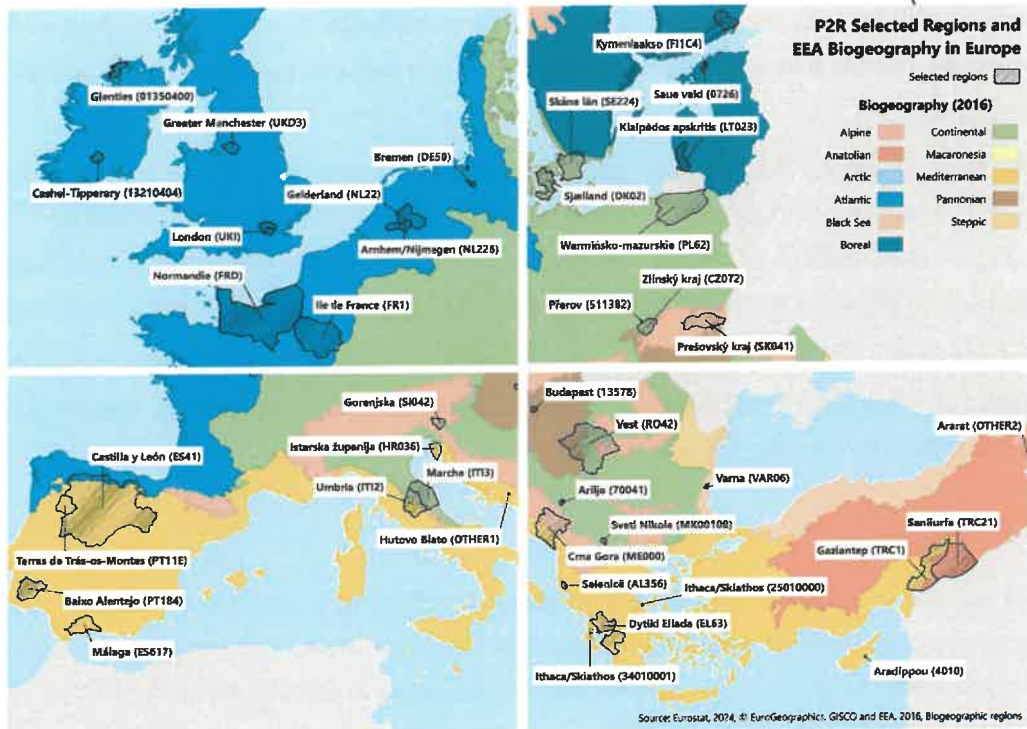 P2R Selected Regions and
EEA Biogeography in Europe
Selected regions
Biogeography (2016)
Alpine
Continental
Anatolian
Macaronesia
Arctic
Mediterranean
Atlantic
Pannonian
Black Sea
Steppic
Boreal
Glenties (01350400)
Greater Manchester (UKD3)
Bremen (DE50)
Cashel-Tipperary (13210404)
Gelderland (NL22)
London (UKI)
Arnhem/Nijmegen (NL226)
Normandie (FRD)
Ile de France (FR1)
Kymenlaakso (FI1C4)
Skåne län (SE224)
Saue vald (0726)
Klaipėdos apskritis (LT023)
Sjælland (DK02)
Warmińsko-mazurskie (PL62)
Zlínský kraj (CZ072)
Přerov (511382)
Prešovský kraj (SK041)
Gorenjska (SI042)
Castilla y León (ES41)
Istarska županija (HR036)
Marche (ITI3)
Umbria (ITI2)
Hutovo Blato (OTHER1)
Terras de Trás-os-Montes (PT11E)
Baixo Alentejo (PT184)
Málaga (ES617)
Budapest (13578)
Vest (RO42)
Ararat (OTHER2)
Varna (VAR06)
Arilje (70041)
Sveti Nikole (MK00108)
Sanliurfa (TRC21)
Crna Gora (ME000)
Gaziantep (TRC1)
Selenicë (AL356)
Ithaca/Skiathos (25010000)
Dytiki Ellada (EL63)
Ithaca/Skiathos (34010001)
Aradippou (4010)
Source: Eurostat, 2024, © EuroGeographics, GISCO and EEA, 2016, Biogeographic regions